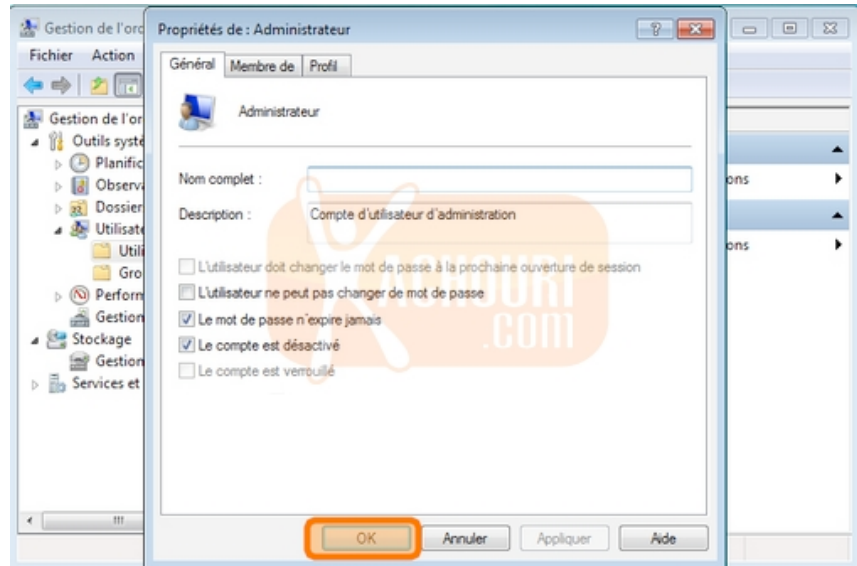 Gestion de l'ord
Propriétés de : Administrateur
Fichier Action
Général Membre de Profil
Administrateur
Gestion de l'or
Outils systè
Planific
Observa
Dossier
Utilisate
Utili
Gro
Perform
Gestion
Stockage
Gestion
Services et
Nom complet :
Description : Compte d'utilisateur d'administration
L'utilisateur doit changer le mot de passe à la prochaine ouverture de session
L'utilisateur ne peut pas changer de mot de passe
Le mot de passe n'expire jamais
Le compte est désactivé
Le compte est verrouillé
ons
ons
KACHOURI
.COM
OK Annuler Appliquer Aide